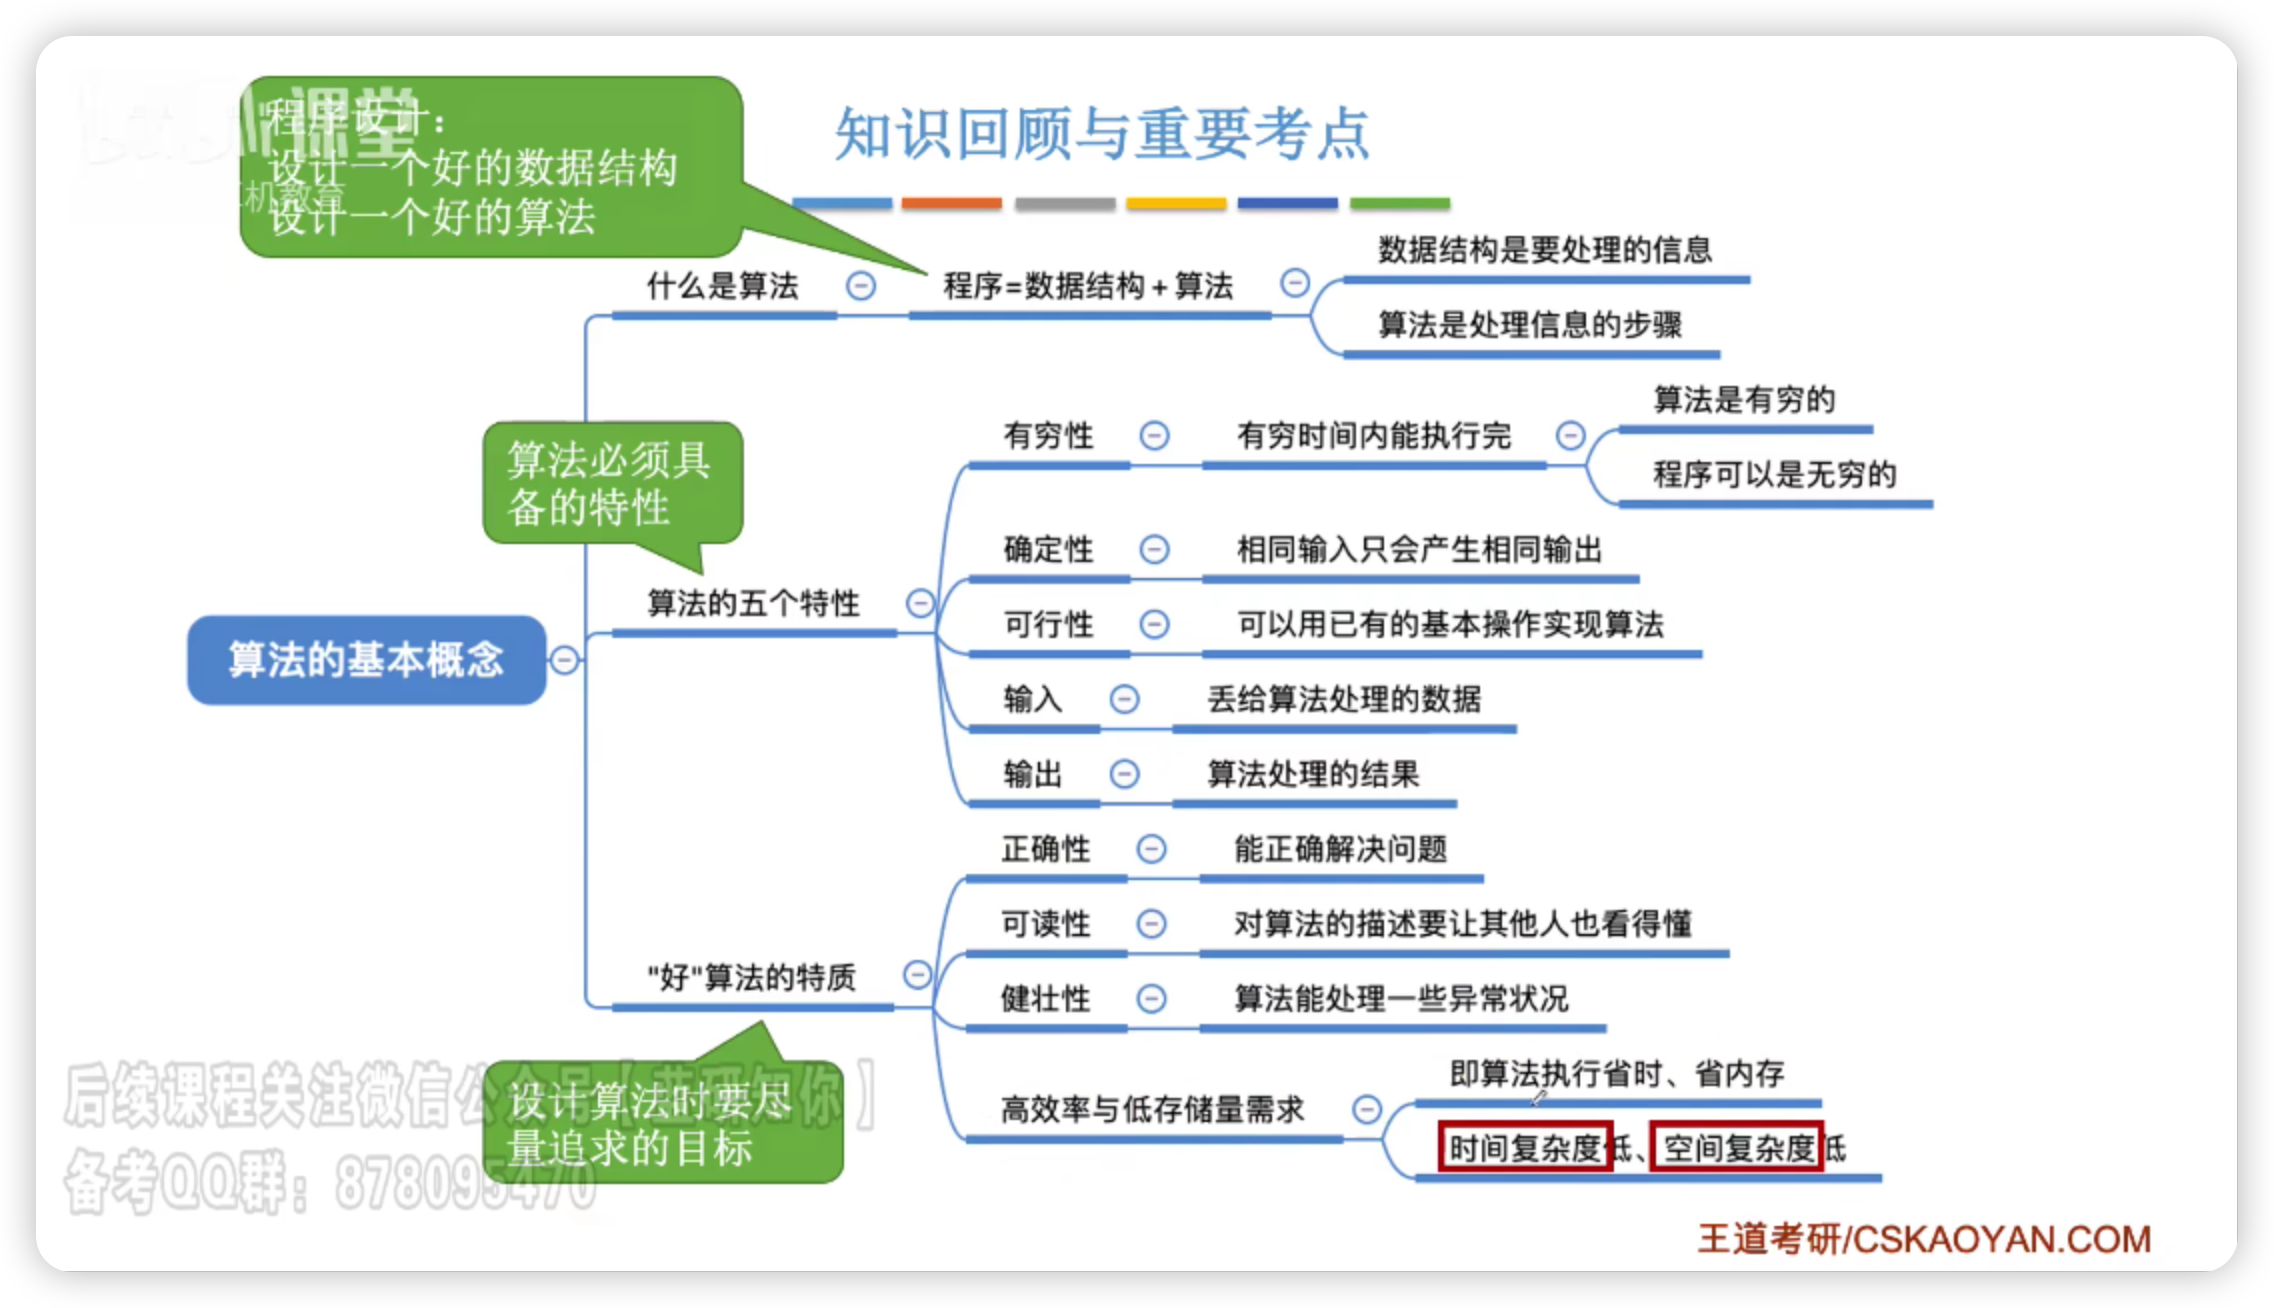 课堂
程序设计：
设计一个好的数据结构
机教育
设计一个好的算法
知识回顾与重要考点
什么是算法
程序=数据结构+算法
数据结构是要处理的信息
算法是处理信息的步骤
算法必须具
备的特性
算法的基本概念
算法的五个特性
有穷性
有穷时间内能执行完
算法是有穷的
程序可以是无穷的
确定性
相同输入只会产生相同输出
可行性
可以用已有的基本操作实现算法
输入
丢给算法处理的数据
输出
算法处理的结果
"好"算法的特质
正确性
能正确解决问题
可读性
对算法的描述要让其他人也看得懂
健壮性
算法能处理一些异常状况
高效率与低存储量需求
即算法执行省时、省内存
时间复杂度低、空间复杂度低
设计算法时要尽
量追求的目标
后续课程关注微信公众号【研知你】
备考QQ群：878095470
王道考研/CSKAOYAN.COM